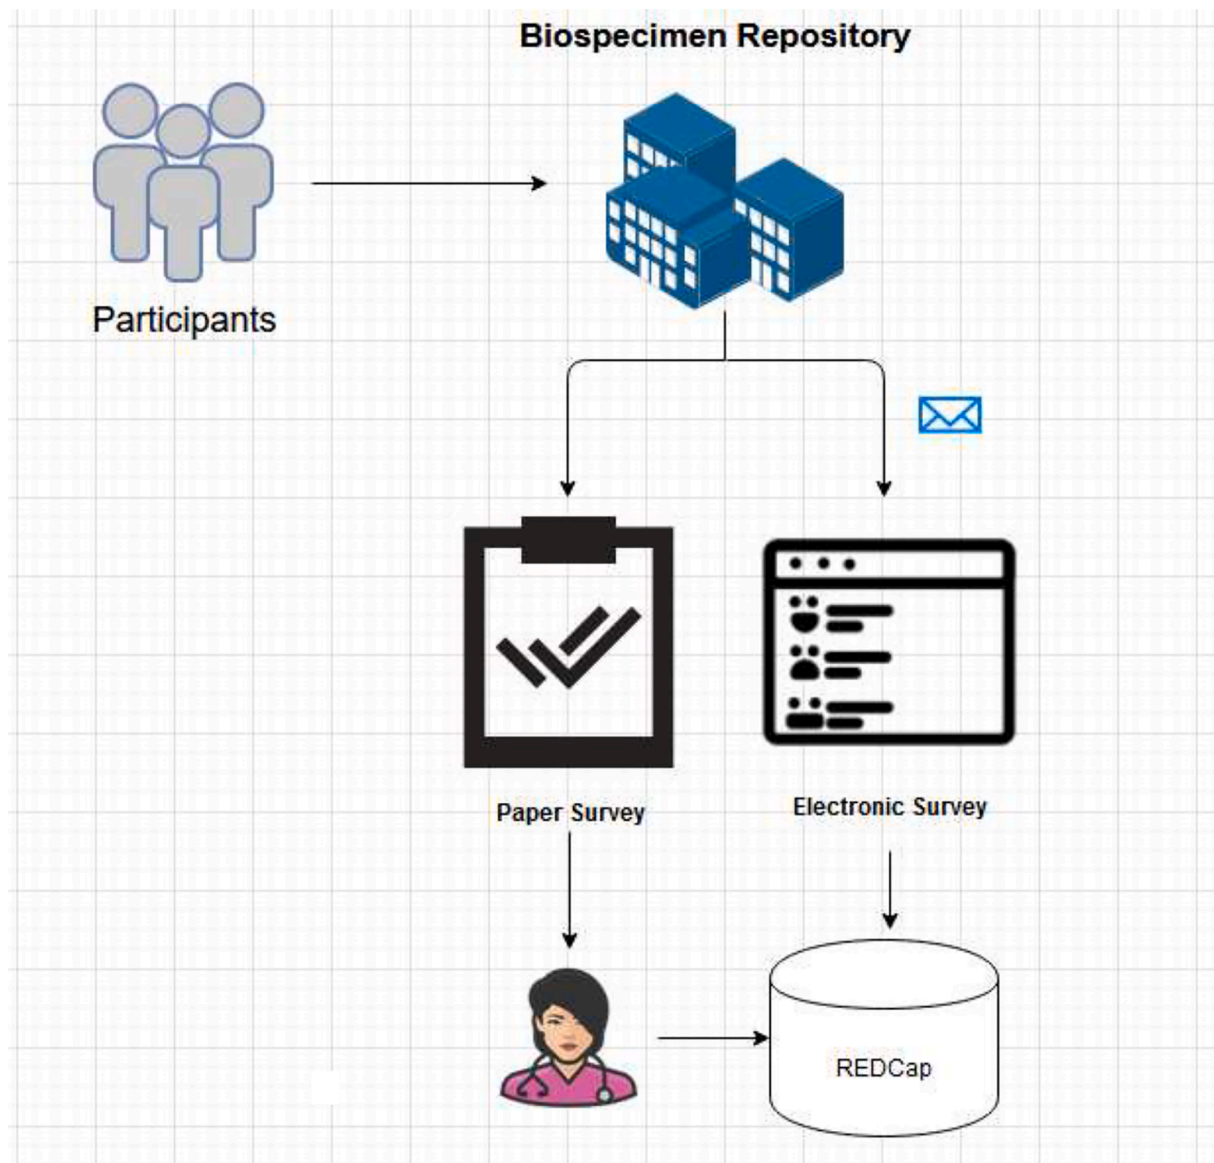 Biospecimen Repository
Participants
Paper Survey
Electronic Survey
REDCap